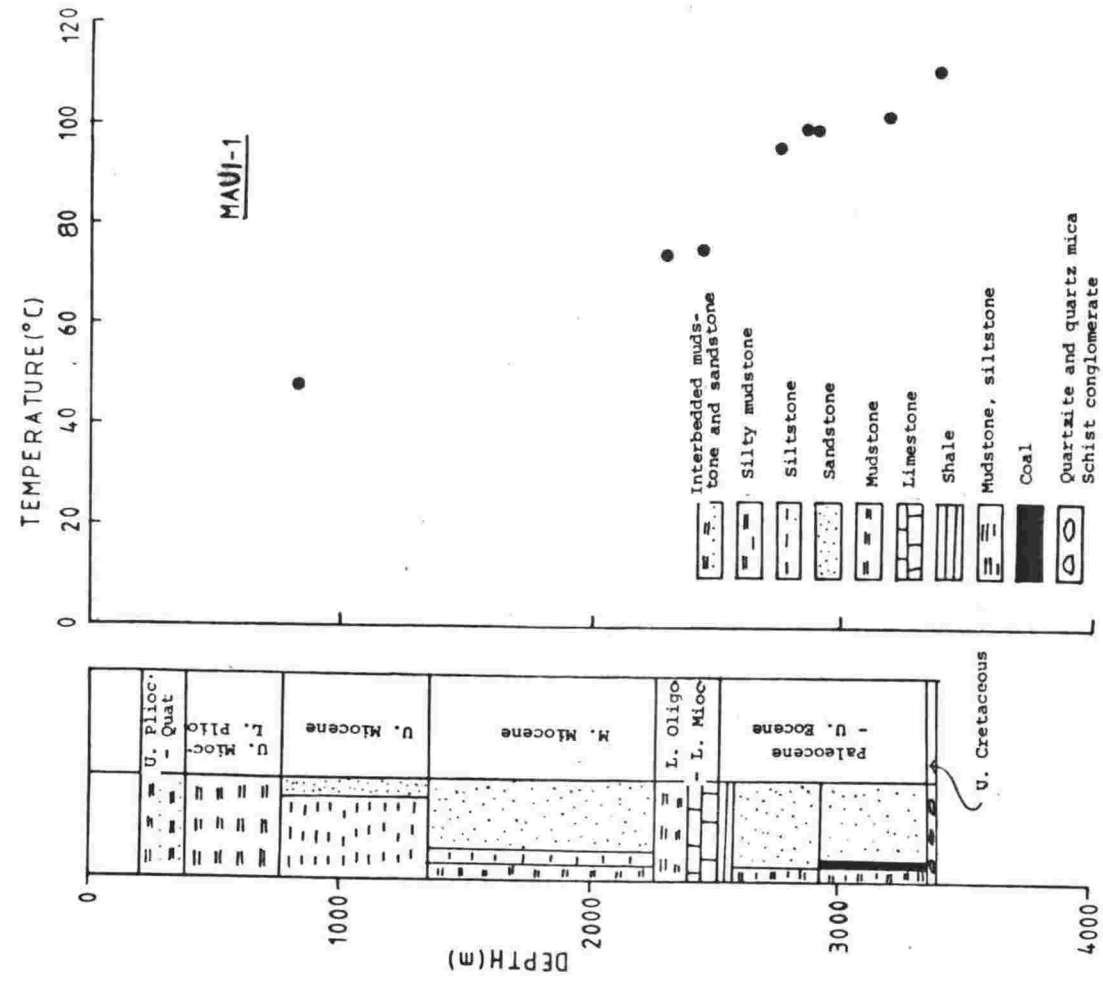 TEMPERATURE(°C)
0
20
40
60
80
100
120
MAUI-1
U. Plioc.
- Quat
U. Mioc-
L. Plio
U. Miocene
M. Miocene
L. Oligo
- L. Mioc
Paleocene
- U. Eocene
U. Cretaceous
0
1000
2000
3000
4000
DEPTH(m)
Interbedded muds-
tone and sandstone
Silty mudstone
Siltstone
Sandstone
Mudstone
Limestone
Shale
Mudstone, siltstone
Coal
Quartzite and quartz mica
Schist conglomerate